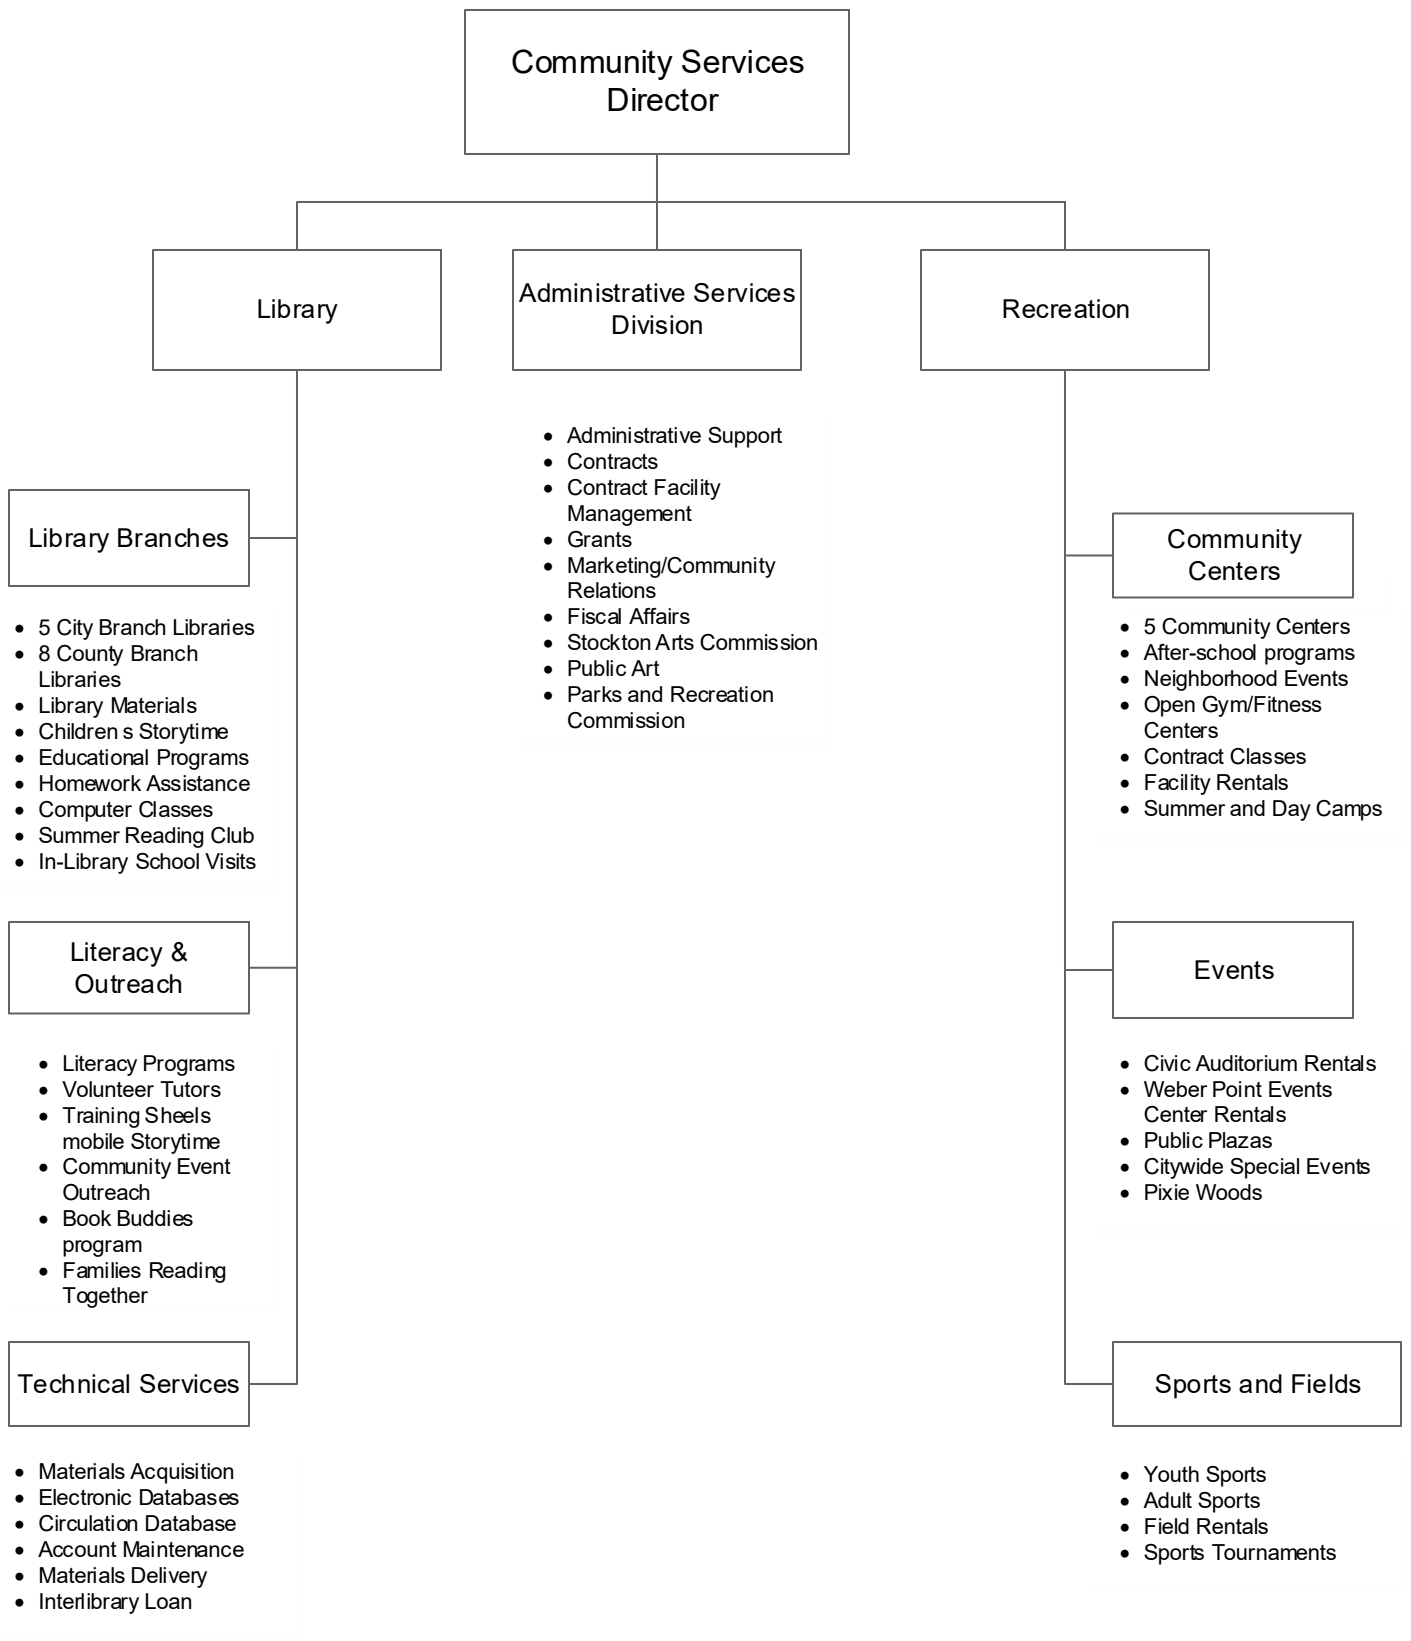 Community Services
Director
Library
Administrative Services
Division
Recreation
Library Branches
• 5 City Branch Libraries
• 8 County Branch
Libraries
• Library Materials
• Children s Storytime
• Educational Programs
• Homework Assistance
• Computer Classes
• Summer Reading Club
• In-Library School Visits
Literacy &
Outreach
• Literacy Programs
• Volunteer Tutors
• Training Sheels
mobile Storytime
• Community Event
Outreach
• Book Buddies
program
• Families Reading
Together
Technical Services
• Materials Acquisition
• Electronic Databases
• Circulation Database
• Account Maintenance
• Materials Delivery
• Interlibrary Loan
• Administrative Support
• Contracts
• Contract Facility
Management
• Grants
• Marketing/Community
Relations
• Fiscal Affairs
• Stockton Arts Commission
• Public Art
• Parks and Recreation
Commission
Community
Centers
• 5 Community Centers
• After-school programs
• Neighborhood Events
• Open Gym/Fitness
Centers
• Contract Classes
• Facility Rentals
• Summer and Day Camps
Events
• Civic Auditorium Rentals
• Weber Point Events
Center Rentals
• Public Plazas
• Citywide Special Events
• Pixie Woods
Sports and Fields
• Youth Sports
• Adult Sports
• Field Rentals
• Sports Tournaments